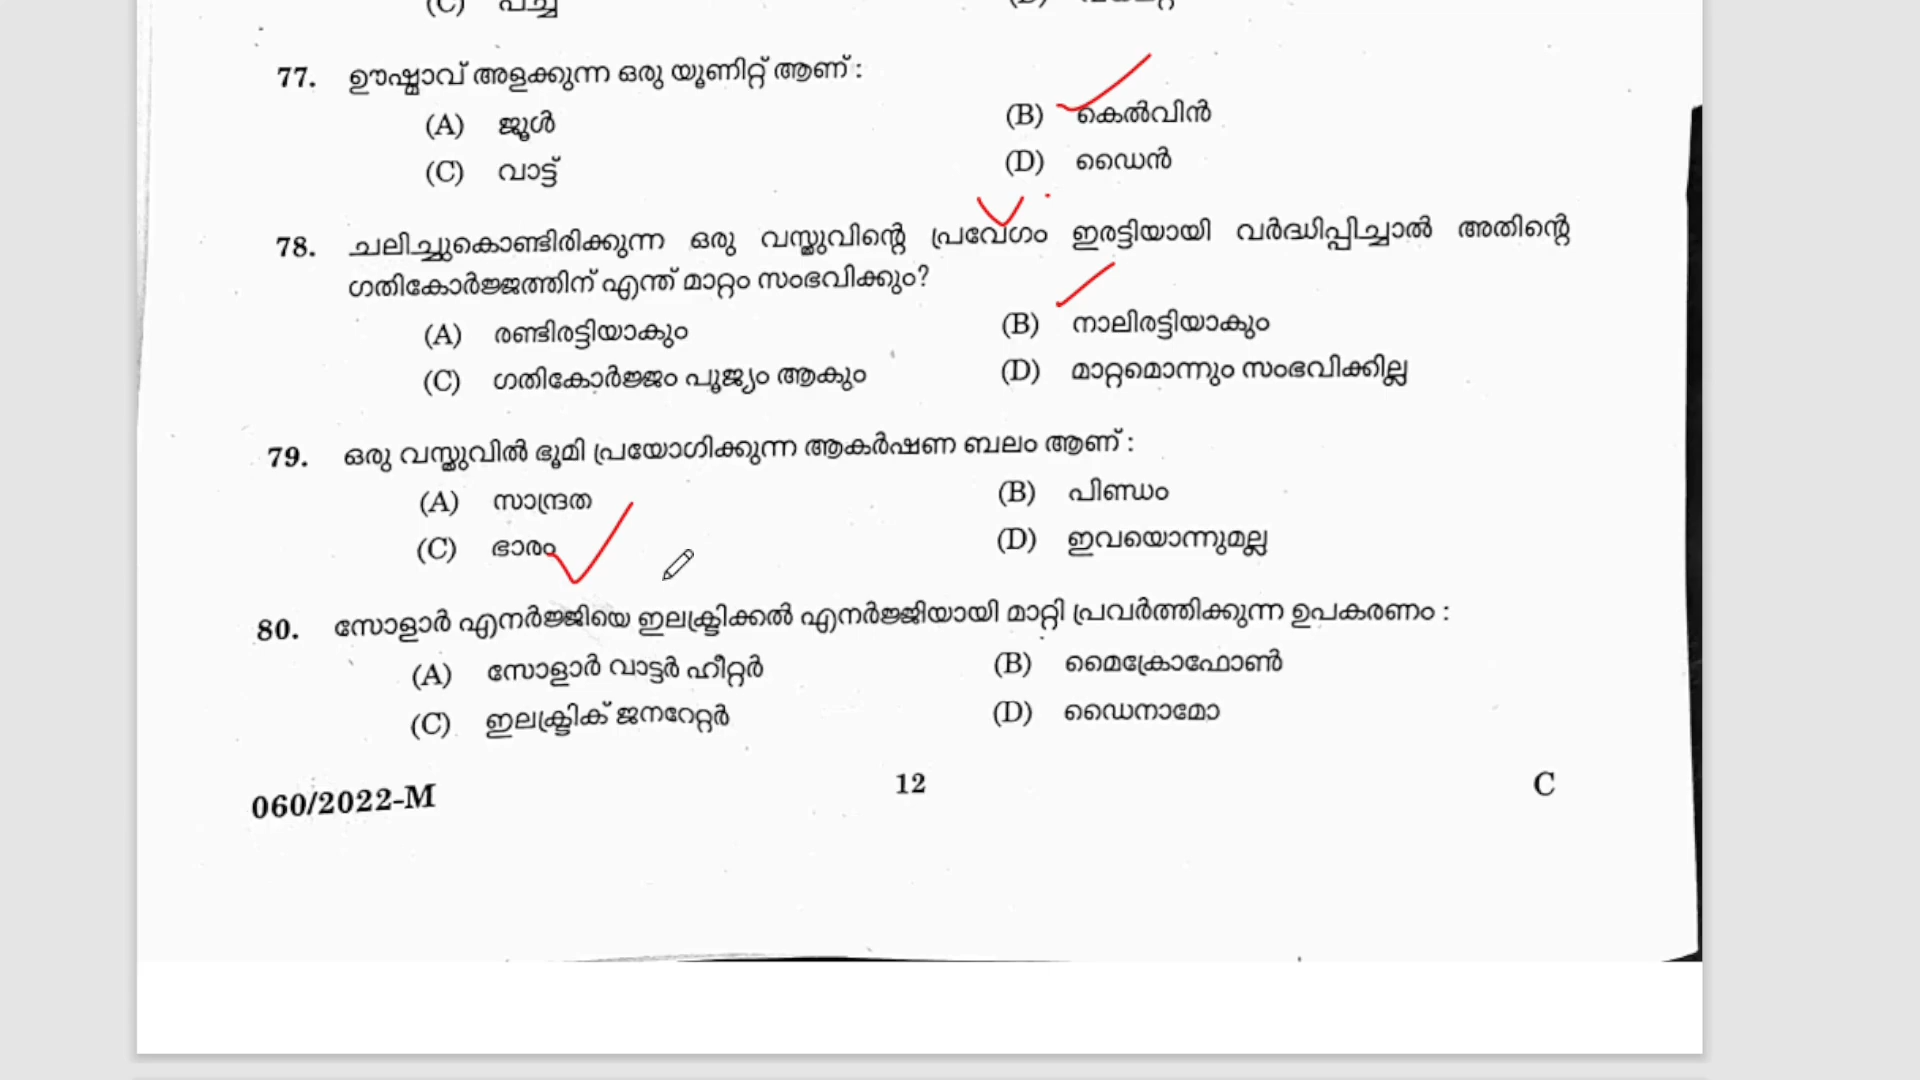 (C) പച്ച
77. ഊഷ്മാവ് അളക്കുന്ന ഒരു യൂണിറ്റ് ആണ് :
(A) ജൂൾ (B) കെൽവിൻ
(C) വാട്ട് (D) ഡൈൻ
78. ചലിച്ചുകൊണ്ടിരിക്കുന്ന ഒരു വസ്തുവിന്റെ പ്രവേഗം ഇരട്ടിയായി വർദ്ധിപ്പിച്ചാൽ അതിന്റെ
ഗതികോർജ്ജത്തിന് എന്ത് മാറ്റം സംഭവിക്കും?
(A) രണ്ടിരട്ടിയാകും (B) നാലിരട്ടിയാകും
(C) ഗതികോർജ്ജം പൂജ്യം ആകും (D) മാറ്റമൊന്നും സംഭവിക്കില്ല
79. ഒരു വസ്തുവിൽ ഭൂമി പ്രയോഗിക്കുന്ന ആകർഷണ ബലം ആണ് :
(A) സാന്ദ്രത (B) പിണ്ഡം
(C) ഭാരം (D) ഇവയൊന്നുമല്ല
80. സോളാർ എനർജ്ജിയെ ഇലക്ട്രിക്കൽ എനർജ്ജിയായി മാറ്റി പ്രവർത്തിക്കുന്ന ഉപകരണം :
(A) സോളാർ വാട്ടർ ഹീറ്റർ (B) മൈക്രോഫോൺ
(C) ഇലക്ട്രിക് ജനറേറ്റർ (D) ഡൈനാമോ
060/2022-M 12 C